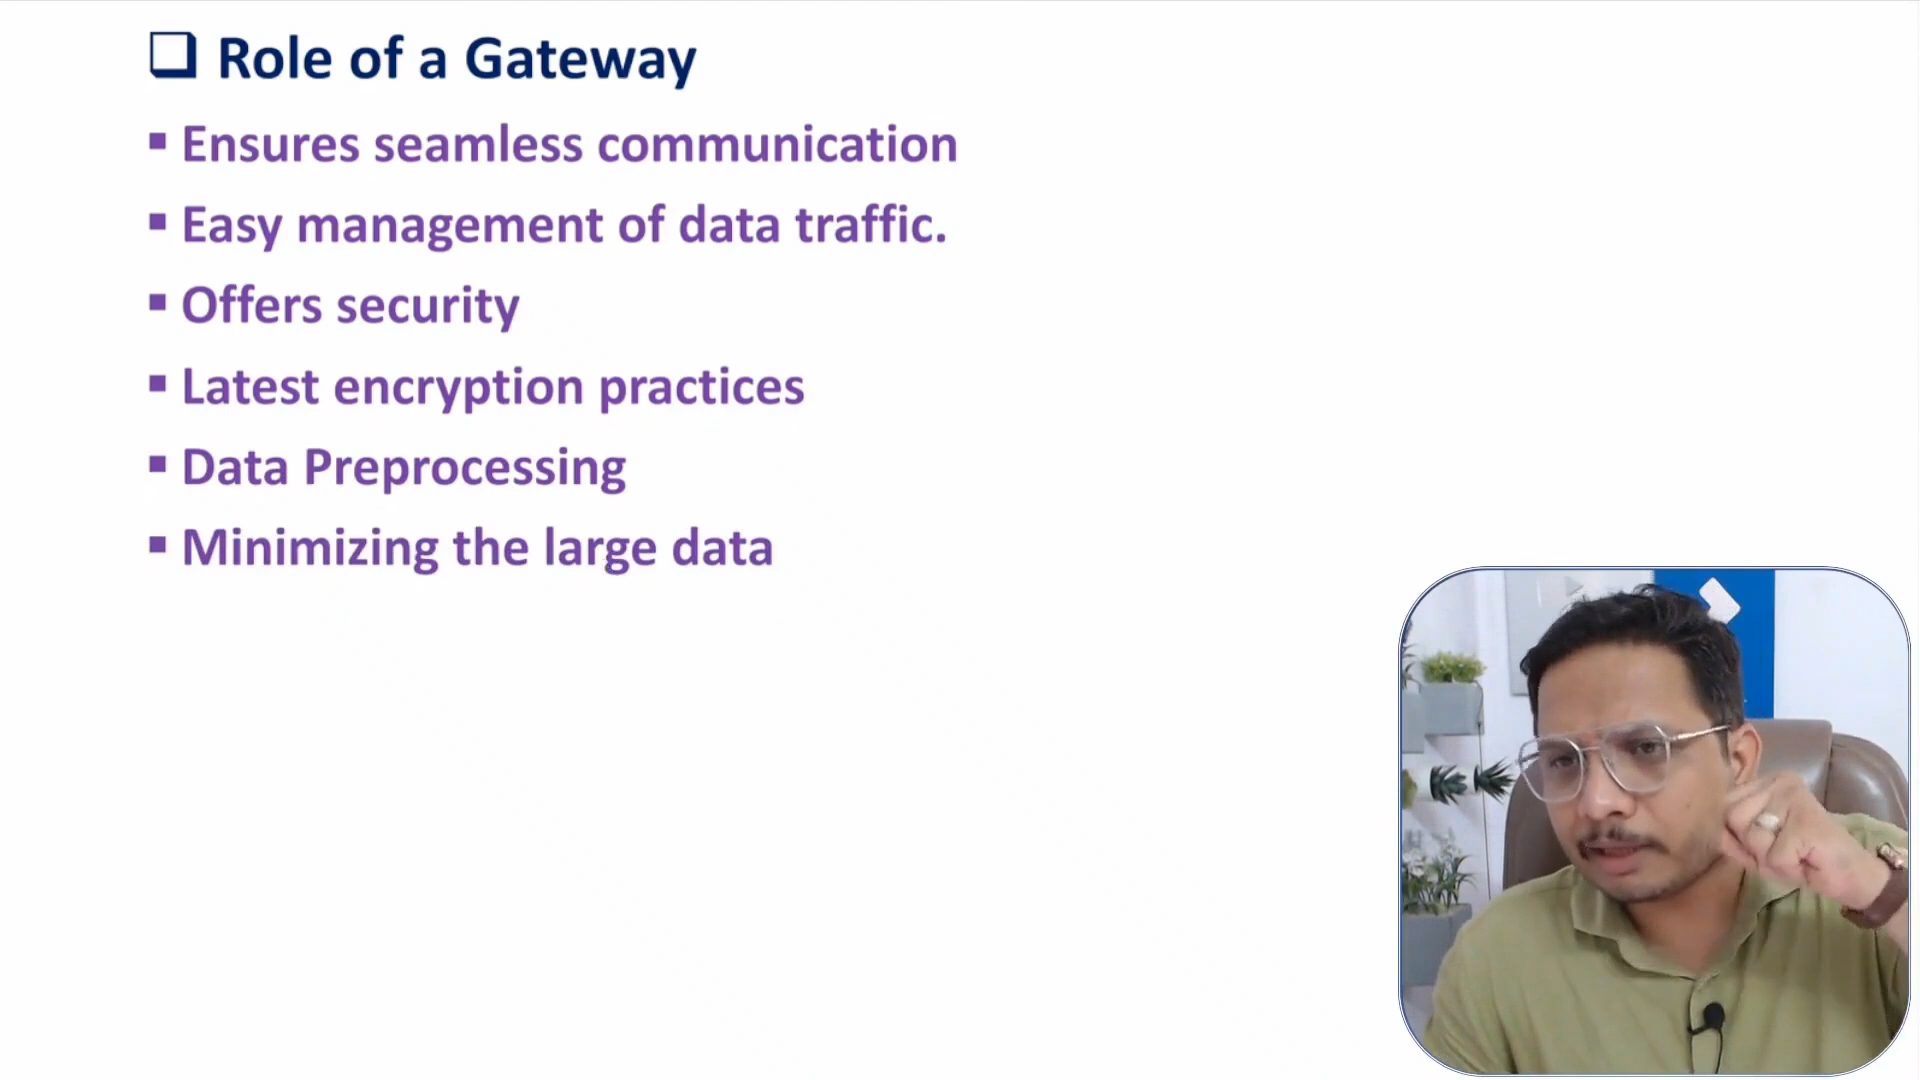 Role of a Gateway
Ensures seamless communication
Easy management of data traffic.
Offers security
Latest encryption practices
Data Preprocessing
Minimizing the large data